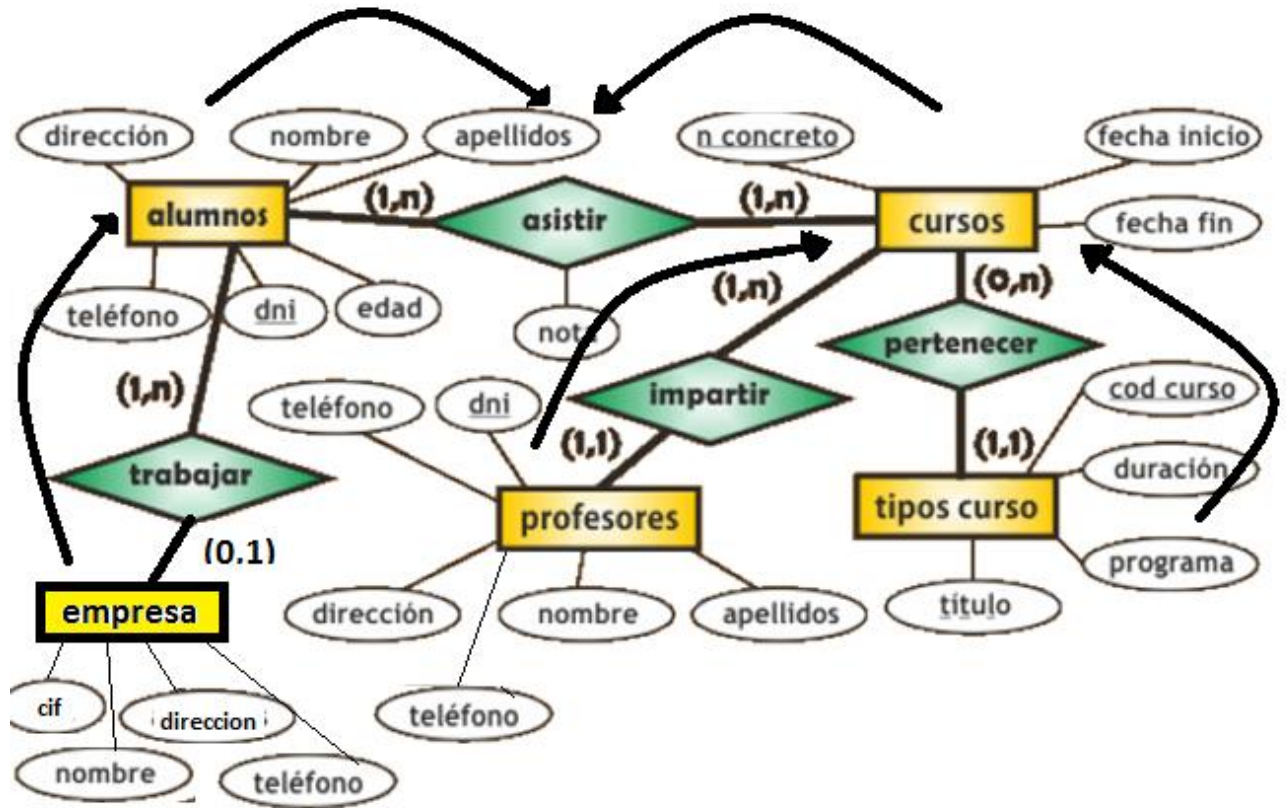 dirección
nombre
apellidos
n concreto
fecha inicio
alumnos
(1,n)
asistir
(1,n)
cursos
fecha fin
teléfono
dni
edad
nota
(1,n)
(0,n)
pertenecer
(1,n)
teléfono
dni
impartir
cod curso
trabajar
(1,1)
(1,1)
duración
profesores
tipos curso
(0.1)
programa
empresa
dirección
nombre
apellidos
título
cif
direccion
teléfono
nombre
teléfono